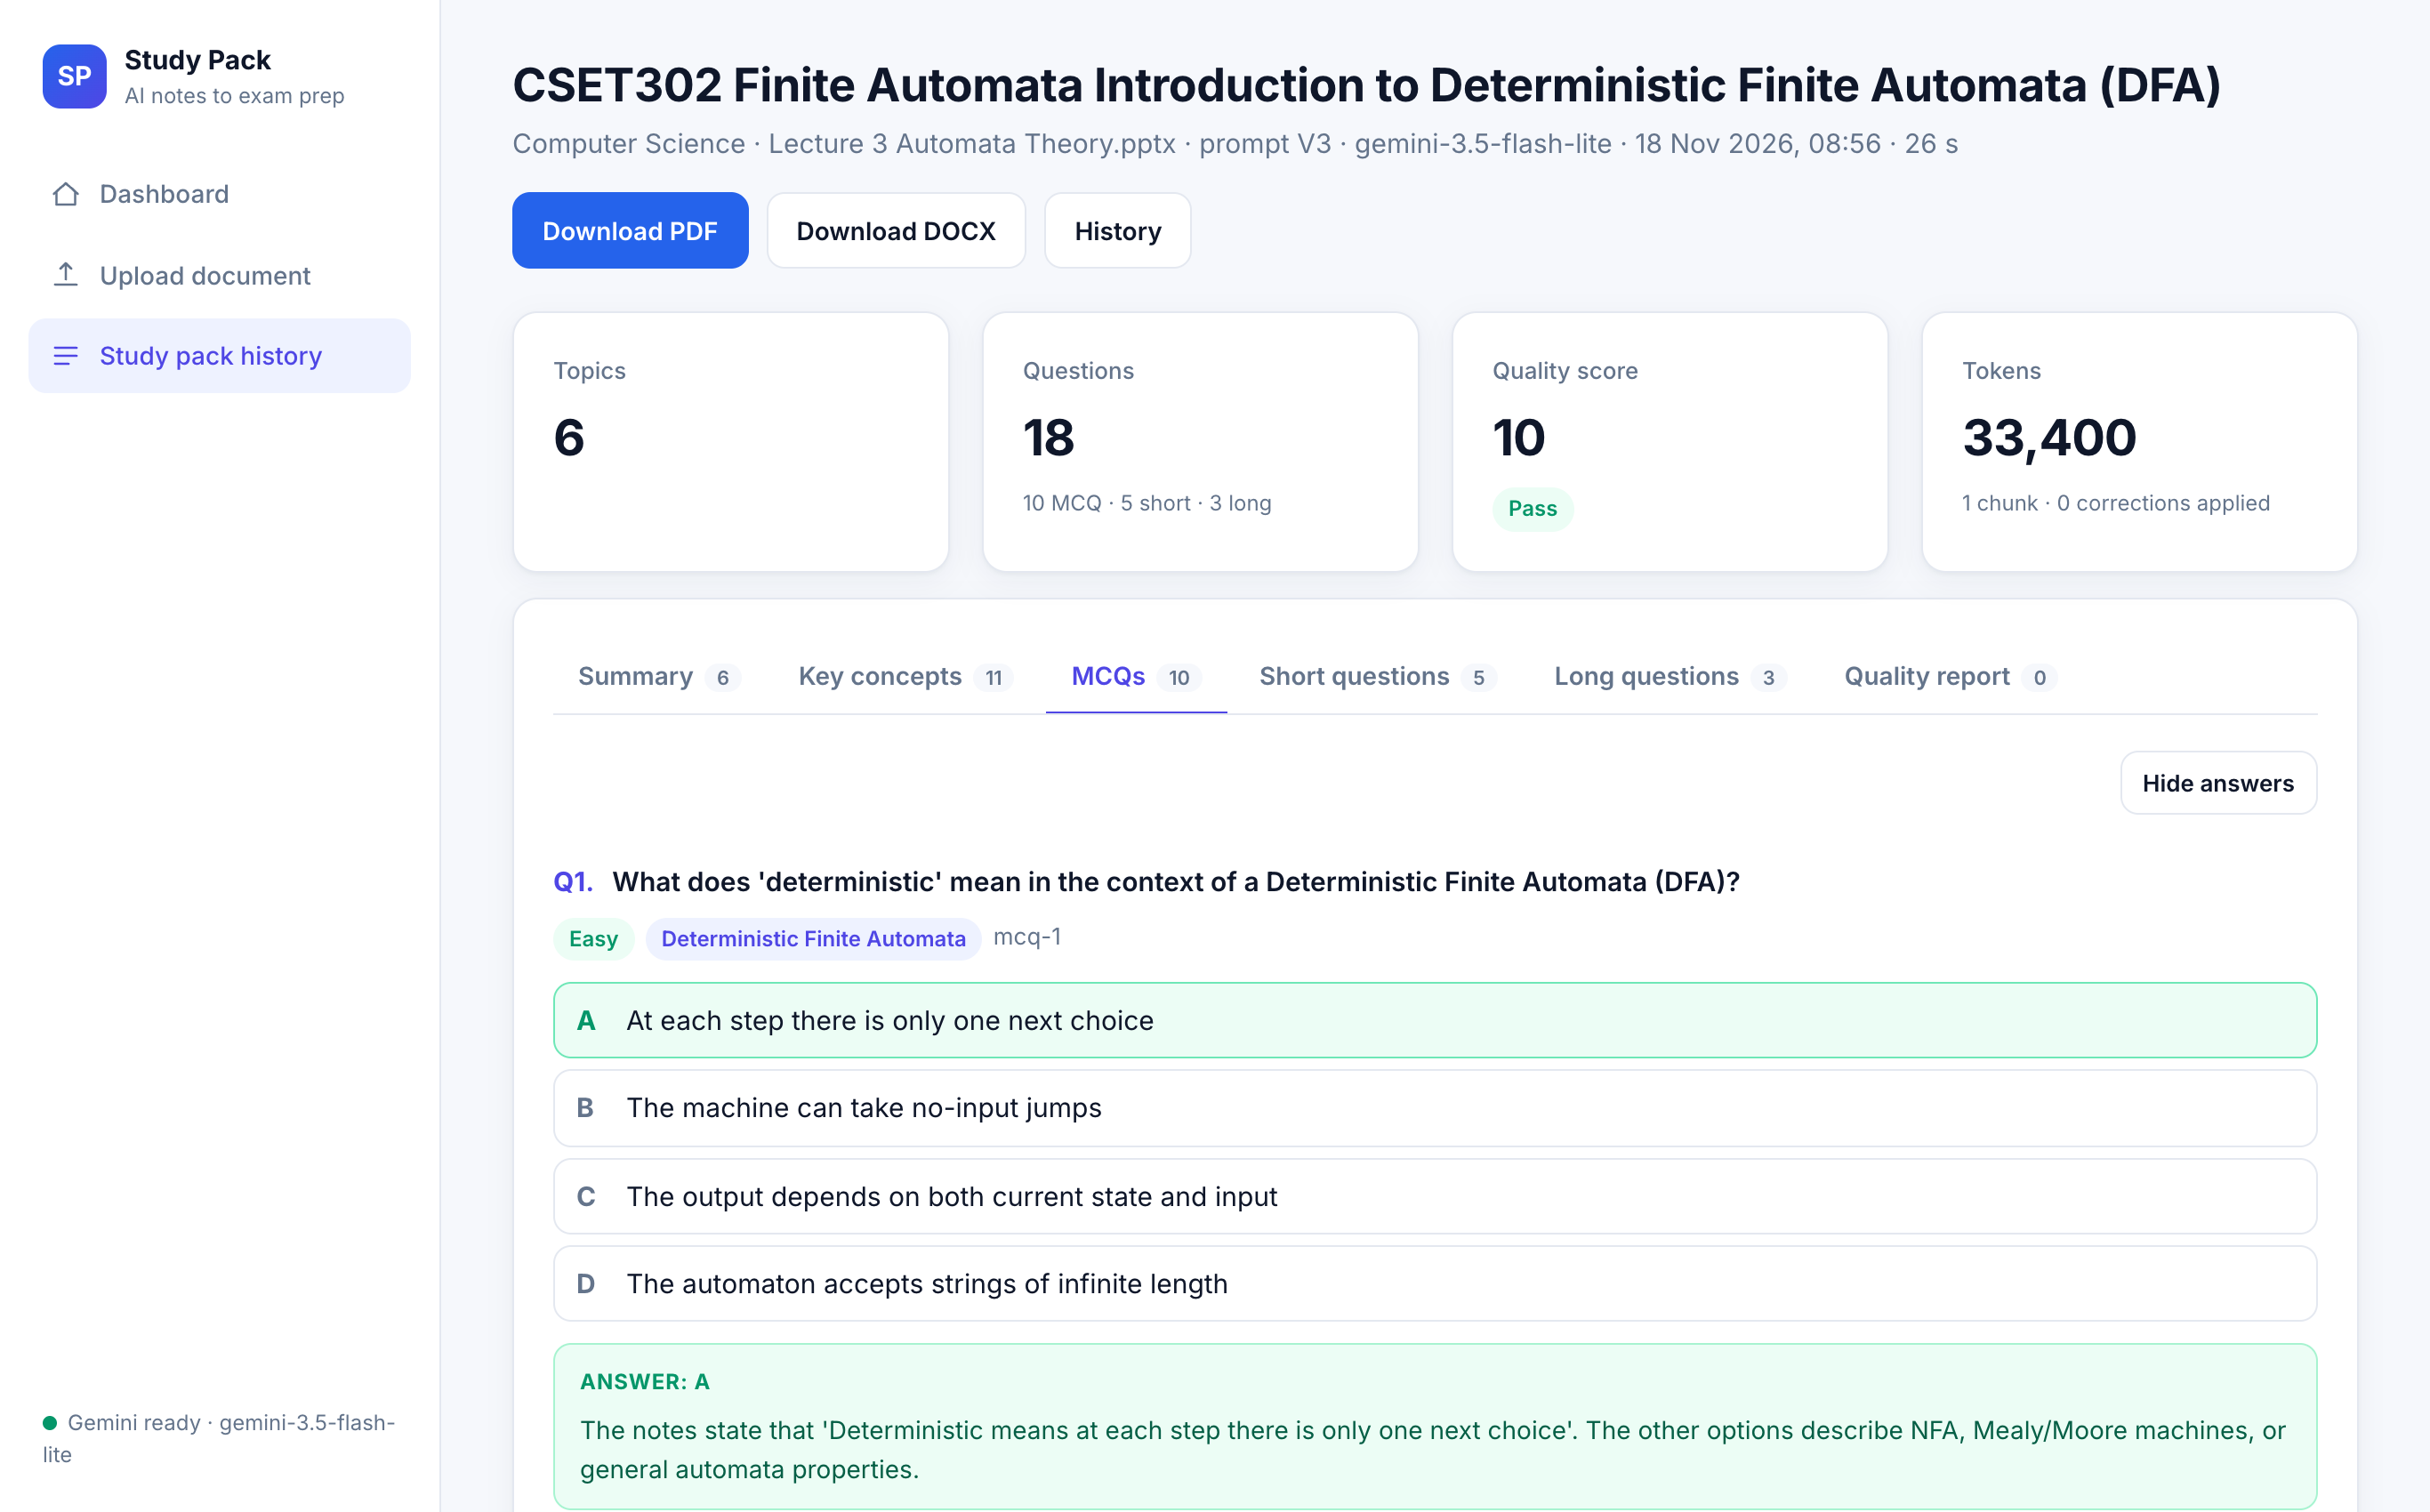 SP
Study Pack
AI notes to exam prep
Dashboard
Upload document
Study pack history
Gemini ready · gemini-3.5-flash-
lite
CSET302 Finite Automata Introduction to Deterministic Finite Automata (DFA)
Computer Science · Lecture 3 Automata Theory.pptx · prompt V3 · gemini-3.5-flash-lite · 18 Nov 2026, 08:56 · 26 s
Download PDF
Download DOCX
History
Topics
6
Questions
18
10 MCQ · 5 short · 3 long
Quality score
10
Pass
Tokens
33,400
1 chunk · 0 corrections applied
Summary 6
Key concepts 11
MCQs 10
Short questions 5
Long questions 3
Quality report 0
Hide answers
Q1. What does 'deterministic' mean in the context of a Deterministic Finite Automata (DFA)?
Easy Deterministic Finite Automata mcq-1
A At each step there is only one next choice
B The machine can take no-input jumps
C The output depends on both current state and input
D The automaton accepts strings of infinite length
ANSWER: A
The notes state that 'Deterministic means at each step there is only one next choice'. The other options describe NFA, Mealy/Moore machines, or
general automata properties.